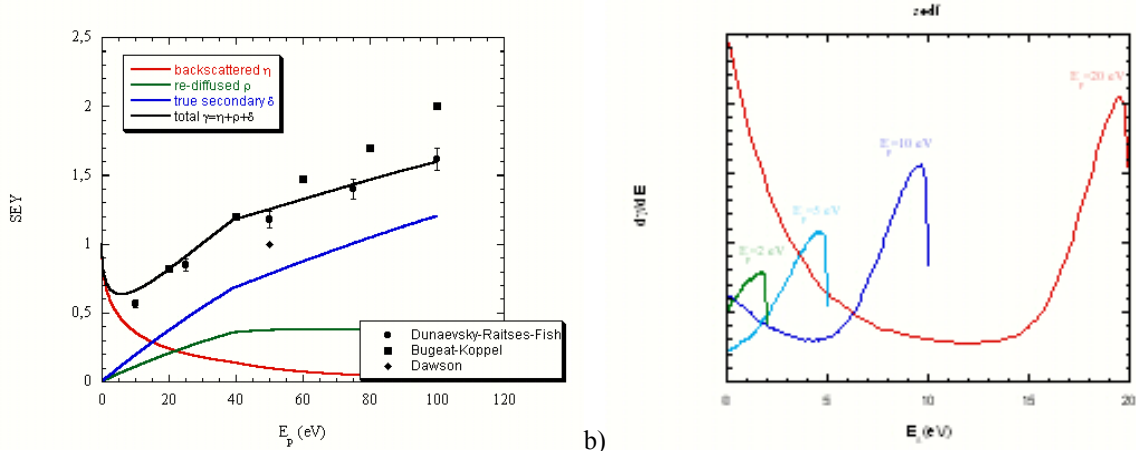 2,5
2
1,5
1
0,5
0
SEY
backscattered η
re-diffused ρ
true secondary δ
total γ=η+ρ+δ
Dunaevsky-Raitses-Fish
Bugeat-Koppel
Dawson
0 20 40 60 80 100 120
E_p (eV)
b)
E_p=20 eV
E_p=10 eV
E_p=5 eV
E_p=2 eV
dγ/dE
0 5 10 15 20
(eV)